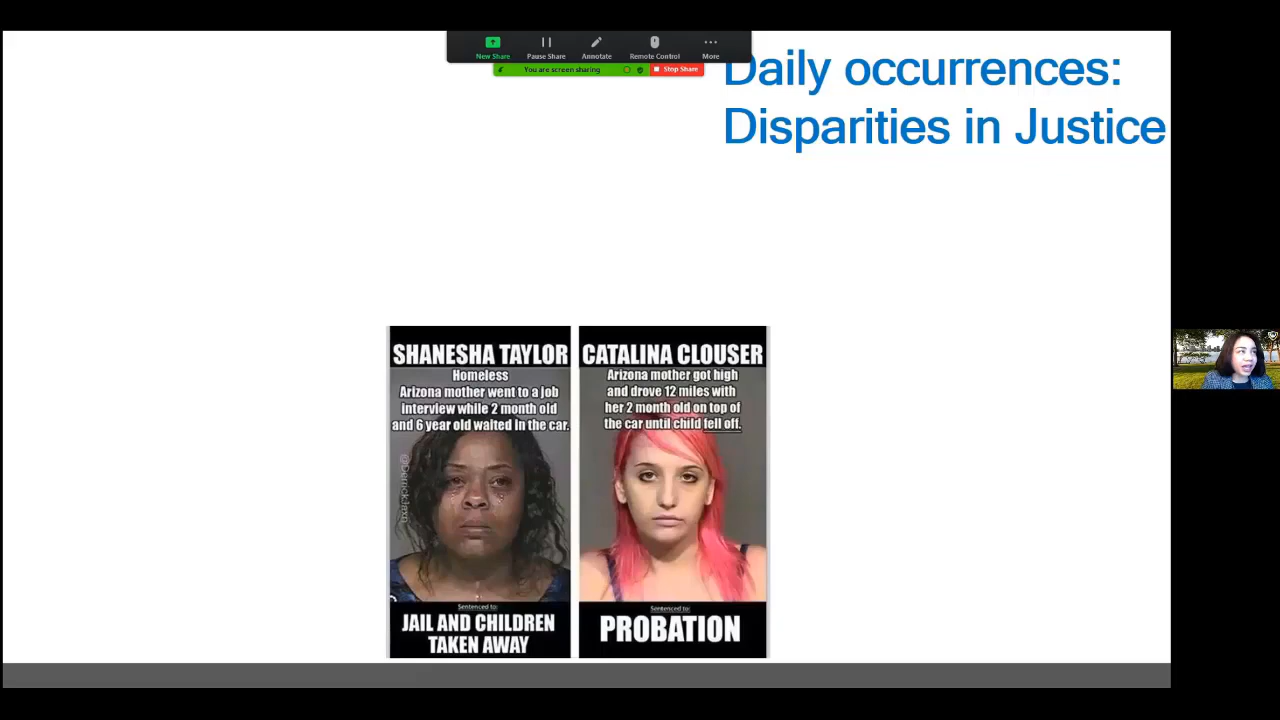 New Share
Pause Share
Annotate
Remote Control
More
You are screen sharing
Stop Share
Daily occurrences:
Disparities in Justice
SHANESHA TAYLOR
Homeless
Arizona mother went to a job
interview while 2 month old
and 6 year old waited in the car.
@DerrickJaxn
Sentenced to:
JAIL AND CHILDREN
TAKEN AWAY
CATALINA CLOUSER
Arizona mother got high
and drove 12 miles with
her 2 month old on top of
the car until child fell off.
Sentenced to:
PROBATION